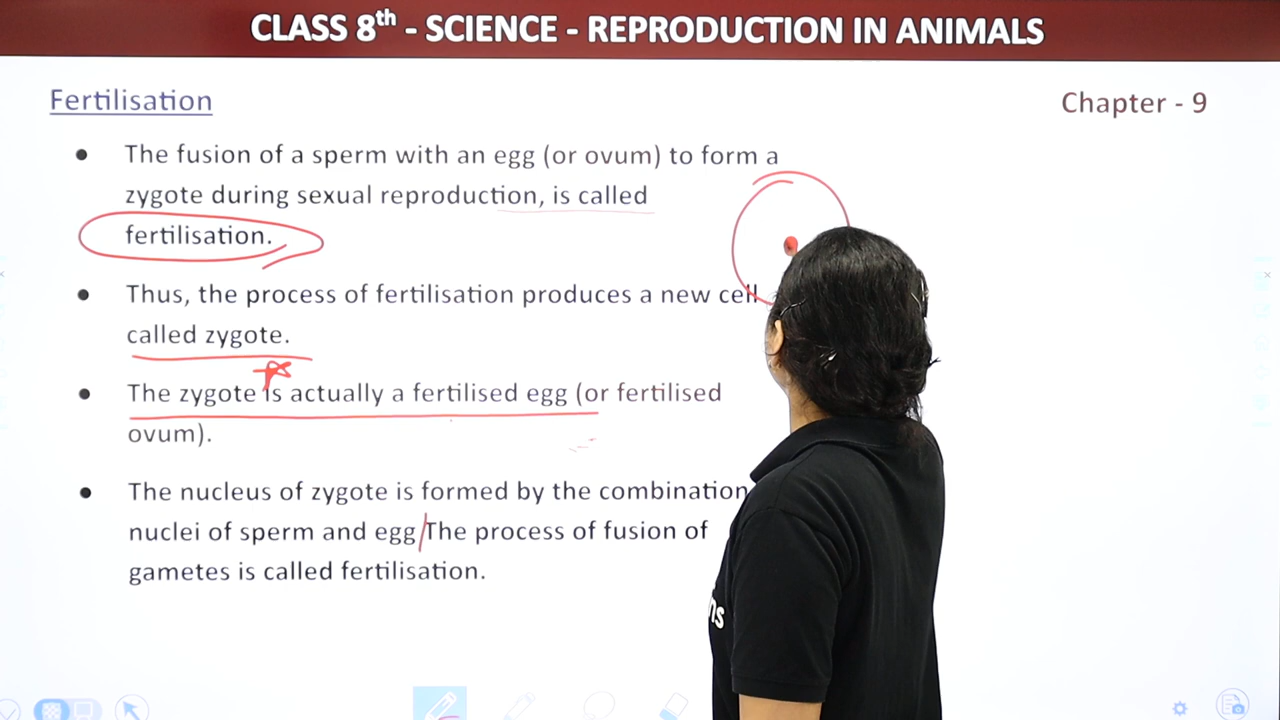 CLASS 8th - SCIENCE - REPRODUCTION IN ANIMALS
Fertilisation
Chapter - 9
• The fusion of a sperm with an egg (or ovum) to form a
zygote during sexual reproduction, is called
fertilisation.
• Thus, the process of fertilisation produces a new cell
called zygote.
• The zygote is actually a fertilised egg (or fertilised
ovum).
• The nucleus of zygote is formed by the combination
nuclei of sperm and egg/The process of fusion of
gametes is called fertilisation.
ns